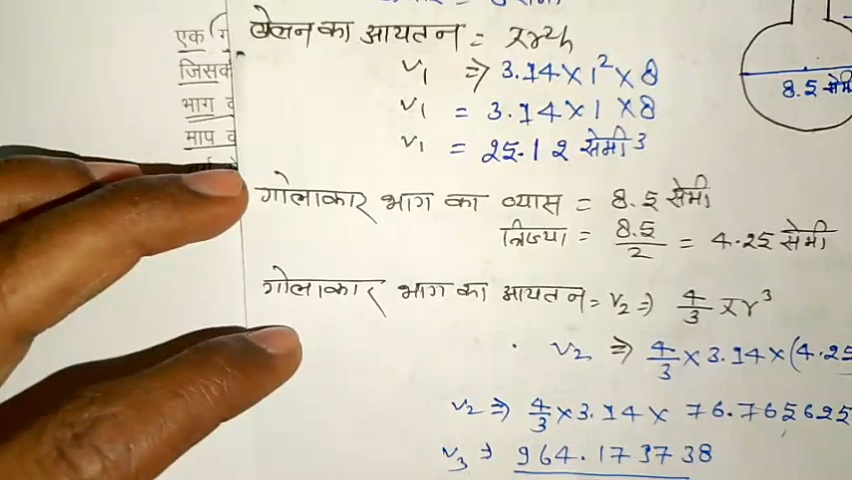 बेलन का आयतन = πr²h
V₁ ⇒ 3.14 × 1² × 8
V₁ = 3.14 × 1 × 8
V₁ = 25.12 सेमी³
गोलाकार भाग का व्यास = 8.5 सेमी
त्रिज्या = 8.5/2 = 4.25 सेमी
गोलाकार भाग का आयतन = V₂ ⇒ 4/3 πr³
V₂ ⇒ 4/3 × 3.14 × (4.25
V₂ ⇒ 4/3 × 3.14 × 76.765625
V₃ ⇒ 964.173738
8.5 सेमी
एक
जिसक
भाग
माप